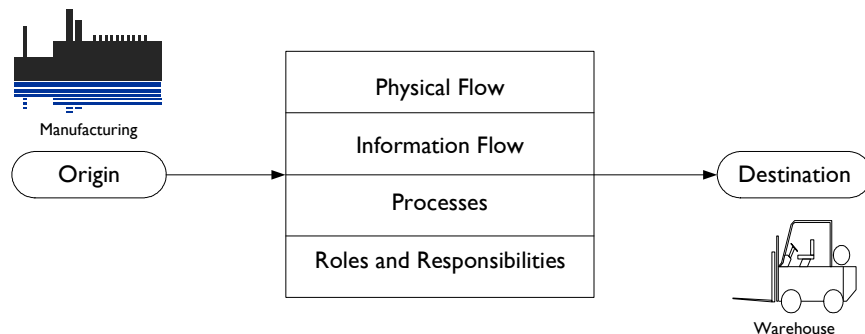 Manufacturing
Origin
Physical Flow
Information Flow
Processes
Roles and Responsibilities
Destination
Warehouse